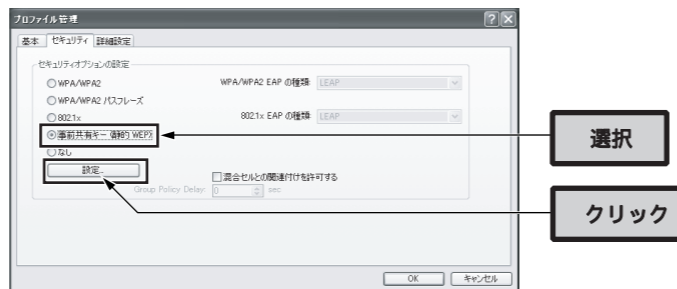 プロファイル管理
基本 セキュリティ 詳細設定
セキュリティオプションの設定
WPA/WPA2 WPA/WPA2 EAP の種類: LEAP
WPA/WPA2 パスフレーズ
802.1x 802.1x EAP の種類: LEAP
事前共有キー (静的 WEP)
なし
設定...
混合セルとの関連付けを許可する
Group Policy Delay: 0 sec
OK キャンセル
選択
クリック